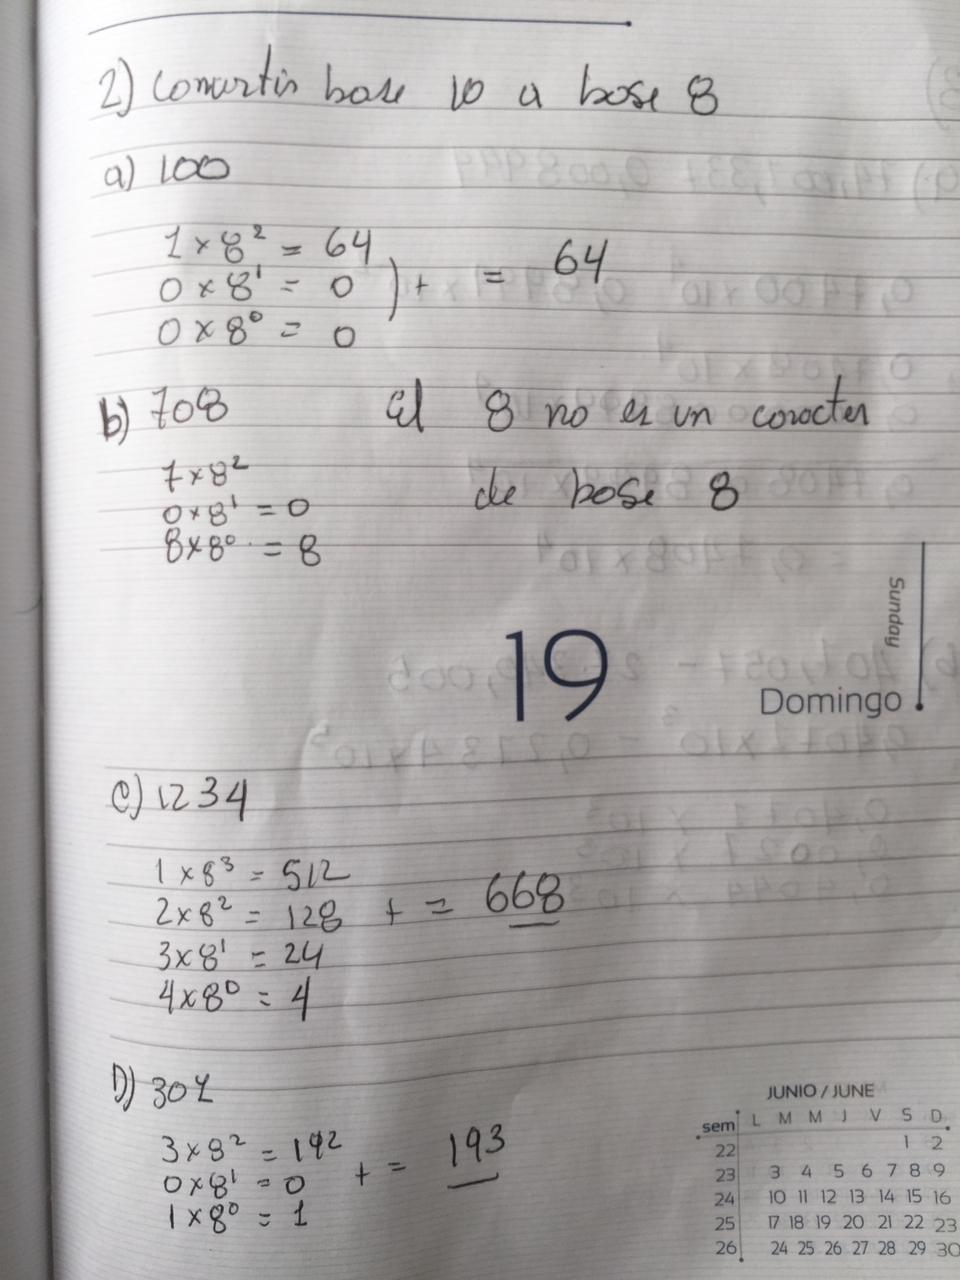 2) Convertir base 10 a base 8
a) 100
1 x 8² = 64
0 x 8¹ = 0 ) + = 64
0 x 8⁰ = 0
b) 708 El 8 no es un caracter
de base 8
7 x 8²
0 x 8¹ = 0
8 x 8⁰ = 8
Sunday
19
Domingo
C) 1234
1 x 8³ = 512
2 x 8² = 128 + = 668
3 x 8¹ = 24
4 x 8⁰ = 4
D) 301
3 x 8² = 192
0 x 8¹ = 0 + = 193
1 x 8⁰ = 1
JUNIO / JUNE
sem L M M J V S D
22 1 2
23 3 4 5 6 7 8 9
24 10 11 12 13 14 15 16
25 17 18 19 20 21 22 23
26 24 25 26 27 28 29 30